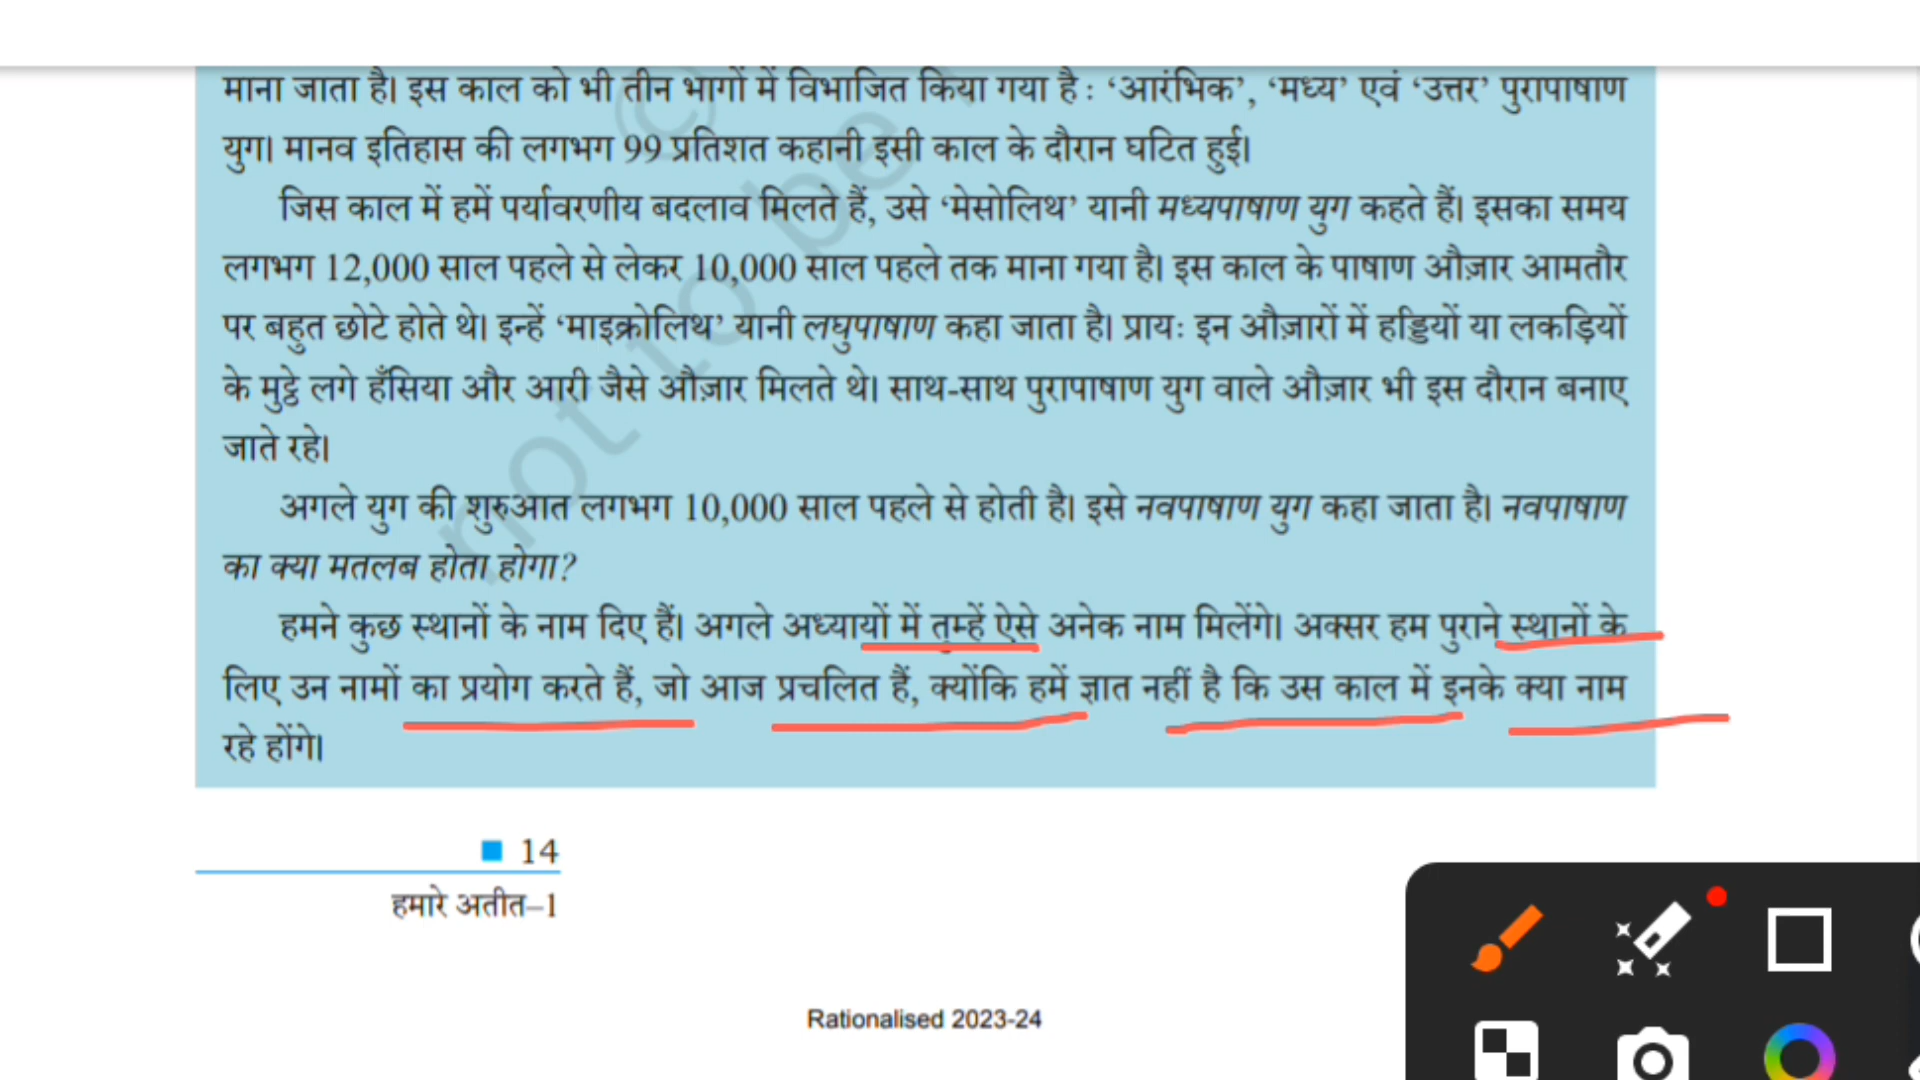 माना जाता है। इस काल को भी तीन भागों में विभाजित किया गया है : ‘आरंभिक’, ‘मध्य’ एवं ‘उत्तर’ पुरापाषाण
युग। मानव इतिहास की लगभग 99 प्रतिशत कहानी इसी काल के दौरान घटित हुई।
जिस काल में हमें पर्यावरणीय बदलाव मिलते हैं, उसे ‘मेसोलिथ’ यानी मध्यपाषाण युग कहते हैं। इसका समय
लगभग 12,000 साल पहले से लेकर 10,000 साल पहले तक माना गया है। इस काल के पाषाण औज़ार आमतौर
पर बहुत छोटे होते थे। इन्हें ‘माइक्रोलिथ’ यानी लघुपाषाण कहा जाता है। प्रायः इन औज़ारों में हड्डियों या लकड़ियों
के मुट्ठे लगे हँसिया और आरी जैसे औज़ार मिलते थे। साथ-साथ पुरापाषाण युग वाले औज़ार भी इस दौरान बनाए
जाते रहे।
अगले युग की शुरुआत लगभग 10,000 साल पहले से होती है। इसे नवपाषाण युग कहा जाता है। नवपाषाण
का क्या मतलब होता होगा?
हमने कुछ स्थानों के नाम दिए हैं। अगले अध्यायों में तुम्हें ऐसे अनेक नाम मिलेंगे। अक्सर हम पुराने स्थानों के
लिए उन नामों का प्रयोग करते हैं, जो आज प्रचलित हैं, क्योंकि हमें ज्ञात नहीं है कि उस काल में इनके क्या नाम
रहे होंगे।
© not to be
14
हमारे अतीत–1
Rationalised 2023-24